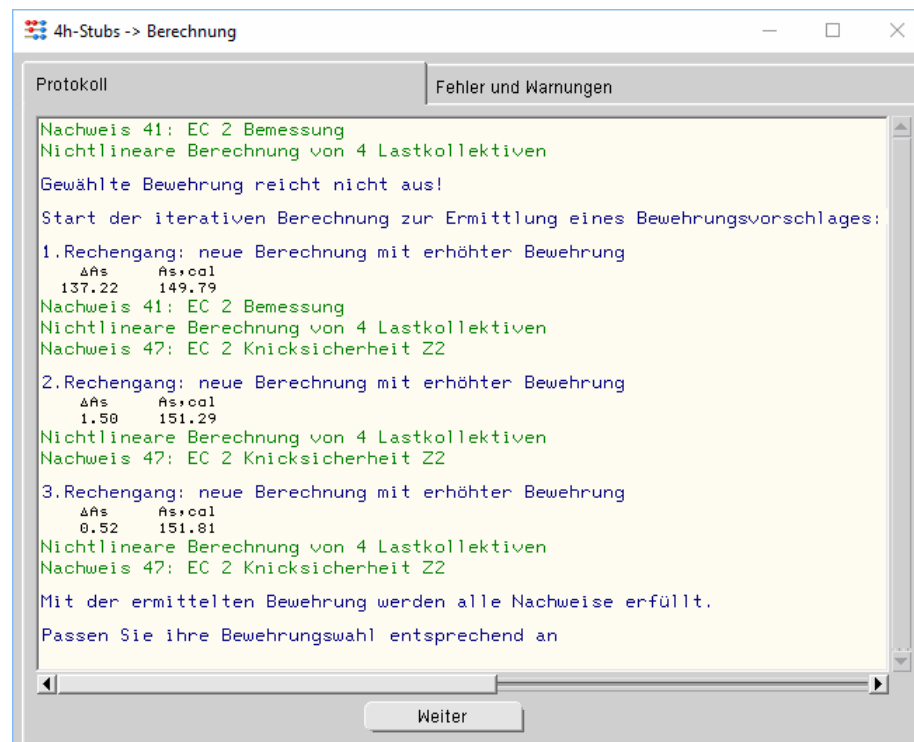 4h-Stubs -> Berechnung
Protokoll
Fehler und Warnungen
Nachweis 41: EC 2 Bemessung
Nichtlineare Berechnung von 4 Lastkollektiven
Gewählte Bewehrung reicht nicht aus!
Start der iterativen Berechnung zur Ermittlung eines Bewehrungsvorschlages:
1.Rechengang: neue Berechnung mit erhöhter Bewehrung
ΔAs As,cal
137.22 149.79
Nachweis 41: EC 2 Bemessung
Nichtlineare Berechnung von 4 Lastkollektiven
Nachweis 47: EC 2 Knicksicherheit Z2
2.Rechengang: neue Berechnung mit erhöhter Bewehrung
ΔAs As,cal
1.50 151.29
Nichtlineare Berechnung von 4 Lastkollektiven
Nachweis 47: EC 2 Knicksicherheit Z2
3.Rechengang: neue Berechnung mit erhöhter Bewehrung
ΔAs As,cal
0.52 151.81
Nichtlineare Berechnung von 4 Lastkollektiven
Nachweis 47: EC 2 Knicksicherheit Z2
Mit der ermittelten Bewehrung werden alle Nachweise erfüllt.
Passen Sie ihre Bewehrungswahl entsprechend an
Weiter